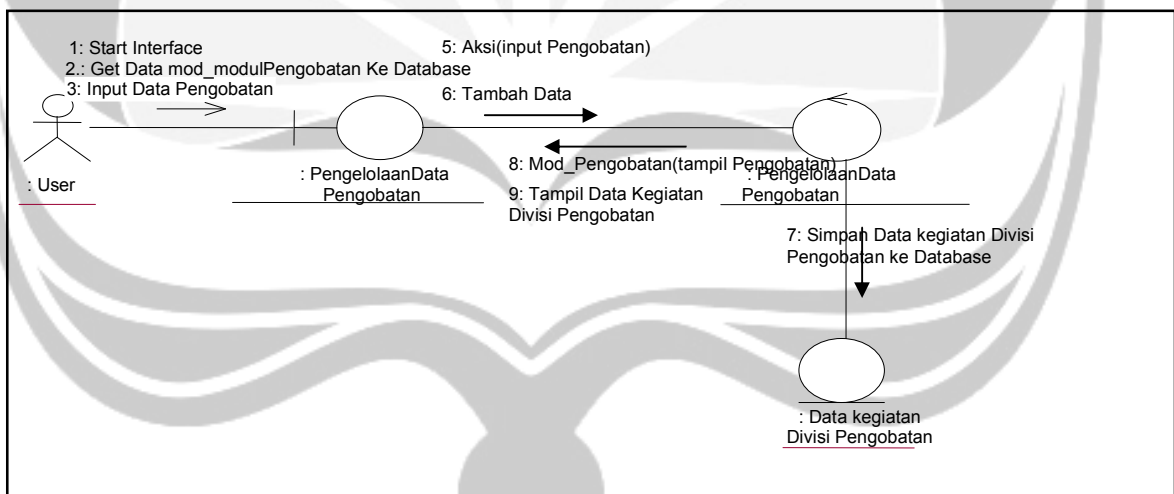 1: Start Interface
2.: Get Data mod_modulPengobatan Ke Database
3: Input Data Pengobatan
5: Aksi(input Pengobatan)
6: Tambah Data
8: Mod_Pengobatan(tampil Pengobatan)
9: Tampil Data Kegiatan
Divisi Pengobatan
: User
: PengelolaanData
Pengobatan
: PengelolaanData
Pengobatan
7: Simpan Data kegiatan Divisi
Pengobatan ke Database
: Data kegiatan
Divisi Pengobatan